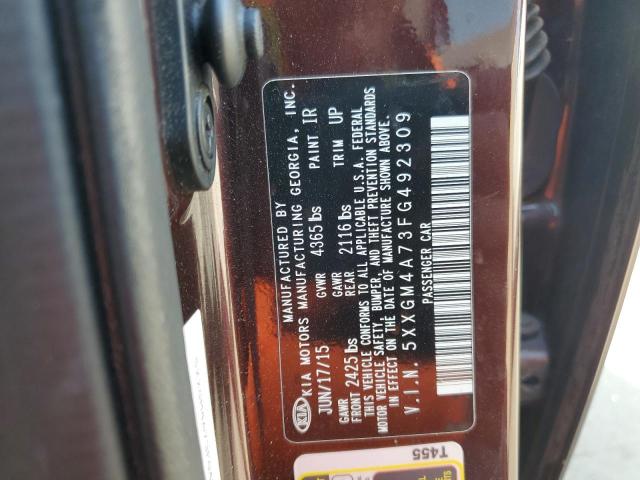 MANUFACTURED BY
KIA KIA MOTORS MANUFACTURING GEORGIA, INC.
JUN/17/15 GVWR 4365 lbs PAINT IR
GAWR FRONT 2425 lbs GAWR REAR 2116 lbs TRIM UP
THIS VEHICLE CONFORMS TO ALL APPLICABLE U.S.A. FEDERAL
MOTOR VEHICLE SAFETY, BUMPER, AND THEFT PREVENTION STANDARDS
IN EFFECT ON THE DATE OF MANUFACTURE SHOWN ABOVE.
V.I.N. 5XXGM4A73FG492309
PASSENGER CAR
T455